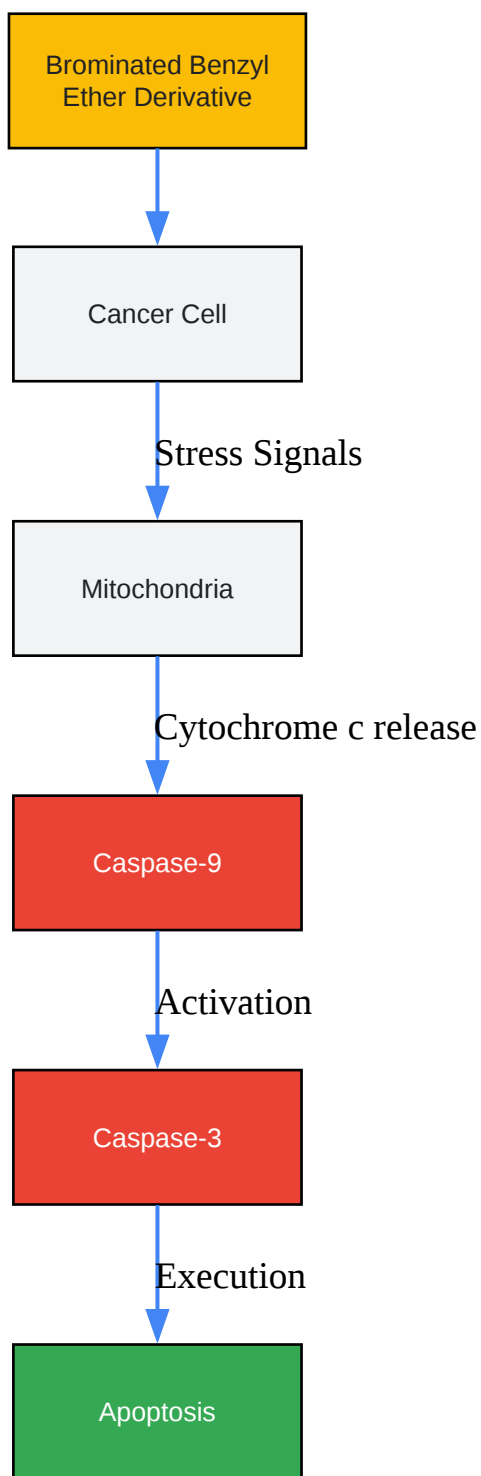 Brominated Benzyl
Ether Derivative
Cancer Cell
Stress Signals
Mitochondria
Cytochrome c release
Caspase-9
Activation
Caspase-3
Execution
Apoptosis